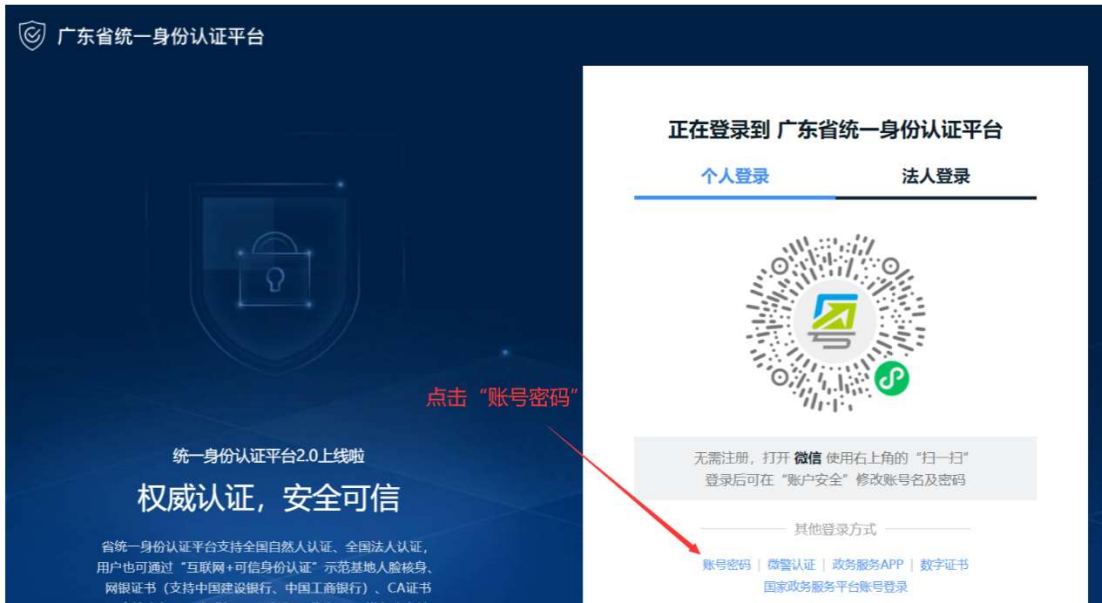 广东省统一身份认证平台
正在登录到 广东省统一身份认证平台
个人登录
法人登录
点击“账号密码”
统一身份认证平台2.0上线啦
权威认证，安全可信
省统一身份认证平台支持全国自然人认证、全国法人认证，
用户也可通过“互联网+可信身份认证”示范基地人脸核身、
网银证书（支持中国建设银行、中国工商银行）、CA证书
无需注册，打开 微信 使用右上角的“扫一扫”
登录后可在“账户安全”修改账号名及密码
其他登录方式
账号密码 | 微警认证 | 政务服务APP | 数字证书
国家政务服务平台账号登录